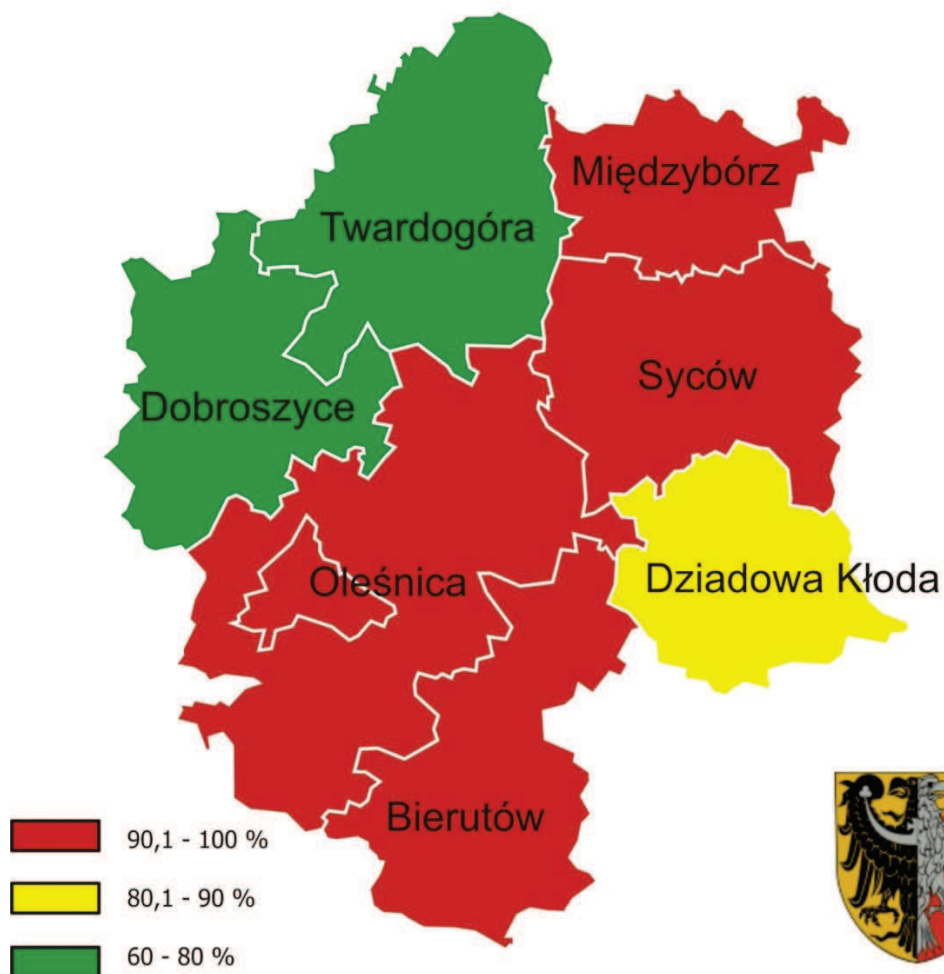 Międzybórz
Twardogóra
Syców
Dobroszyce
Oleśnica
Dziadowa Kłoda
Bierutów
90,1 - 100 %
80,1 - 90 %
60 - 80 %